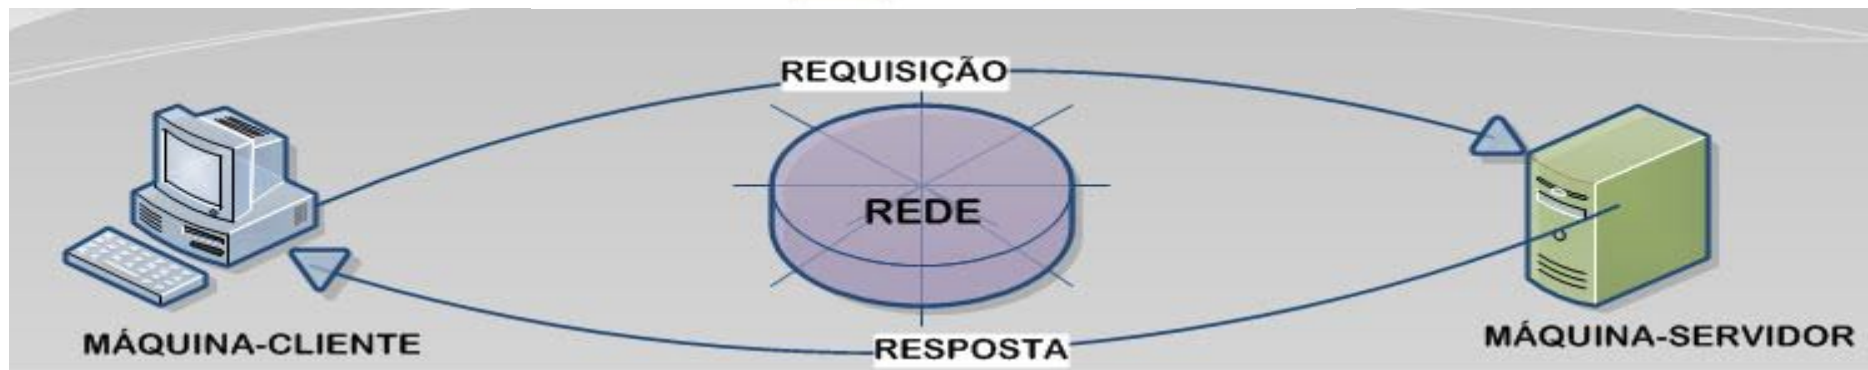 REQUISIÇÃO
REDE
MÁQUINA-CLIENTE
RESPOSTA
MÁQUINA-SERVIDOR